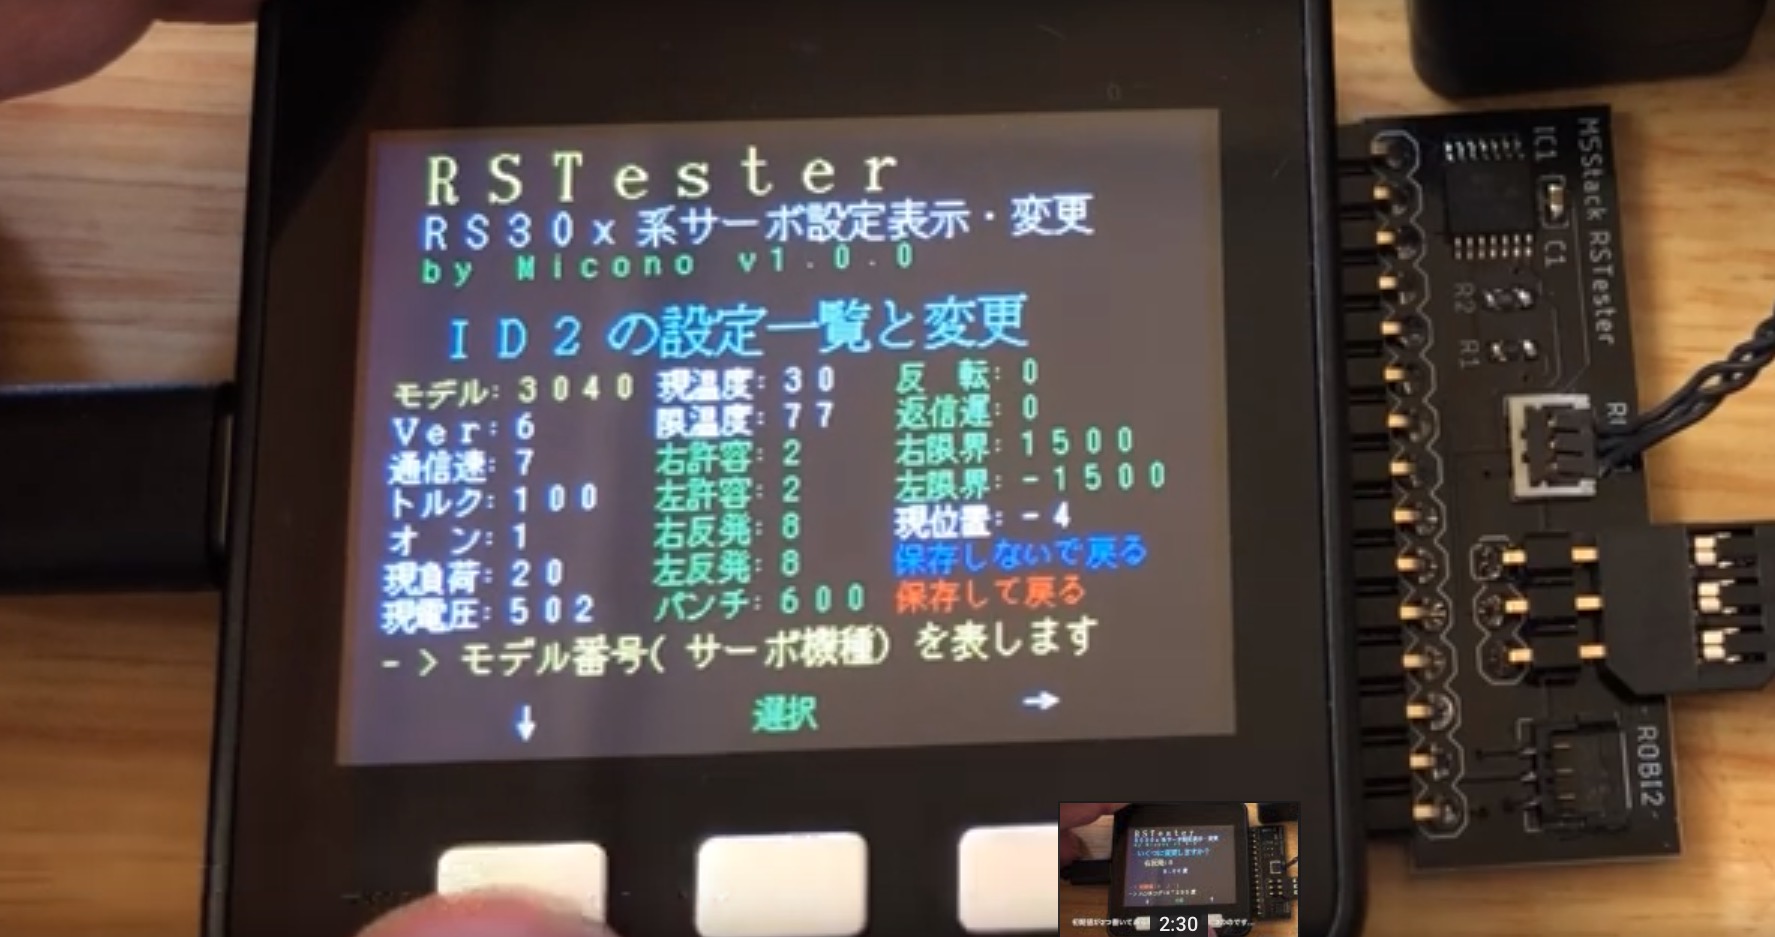 RSTester
RS30x系サーボ設定表示・変更
by Micono v1.0.0
ID2の設定一覧と変更
モデル:3040
Ver:6
通信速:7
トルク:100
オ ン:1
現負荷:20
現電圧:502
現温度:30
限温度:77
右許容:2
左許容:2
右反発:8
左反発:8
パンチ:600
反 転:0
返信遅:0
右限界:1500
左限界:-1500
現位置:-4
保存しないで戻る
保存して戻る
->モデル番号(サーボ機種)を表します
↓ 選択 →
M5Stack RSTester
IC1
C1
R2
R1
-ROBI2-
RSTester
2:30